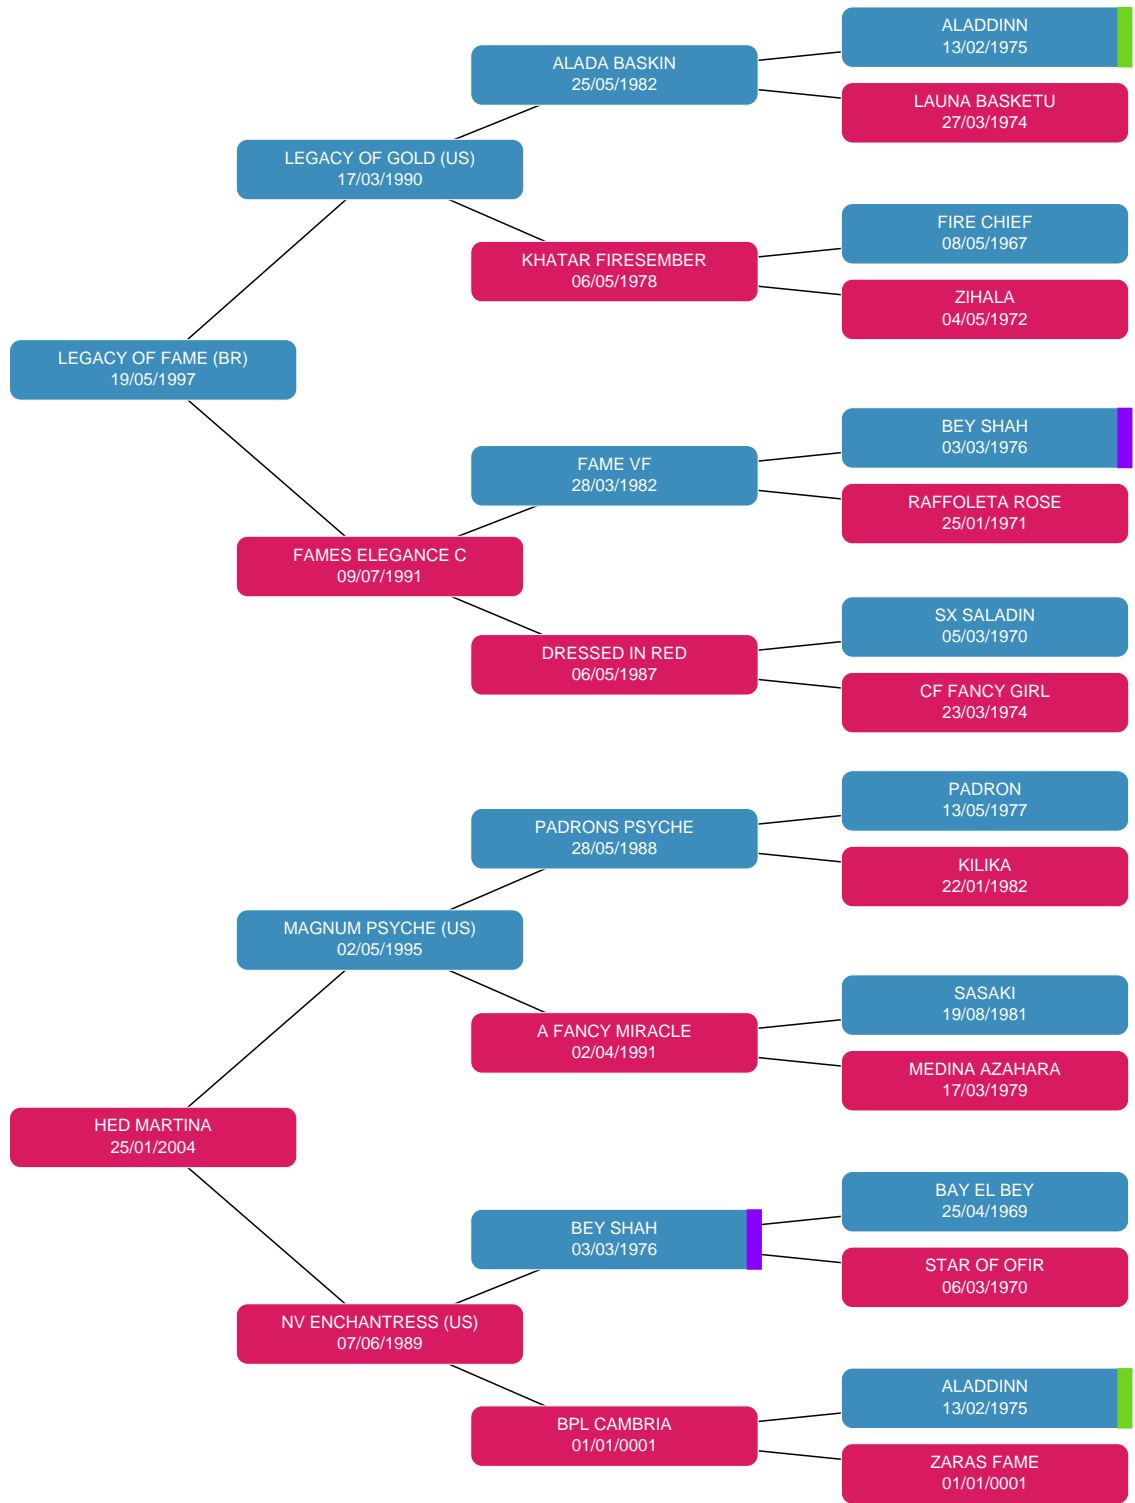 ALADDINN
13/02/1975
ALADA BASKIN
25/05/1982
LAUNA BASKETU
27/03/1974
LEGACY OF GOLD (US)
17/03/1990
FIRE CHIEF
08/05/1967
KHATAR FIRESEMBER
06/05/1978
ZIHALA
04/05/1972
LEGACY OF FAME (BR)
19/05/1997
BEY SHAH
03/03/1976
FAME VF
28/03/1982
RAFFOLETA ROSE
25/01/1971
FAMES ELEGANCE C
09/07/1991
SX SALADIN
05/03/1970
DRESSED IN RED
06/05/1987
CF FANCY GIRL
23/03/1974
PADRON
13/05/1977
PADRONS PSYCHE
28/05/1988
KILIKA
22/01/1982
MAGNUM PSYCHE (US)
02/05/1995
SASAKI
19/08/1981
A FANCY MIRACLE
02/04/1991
MEDINA AZAHARA
17/03/1979
HED MARTINA
25/01/2004
BAY EL BEY
25/04/1969
BEY SHAH
03/03/1976
STAR OF OFIR
06/03/1970
NV ENCHANTRESS (US)
07/06/1989
ALADDINN
13/02/1975
BPL CAMBRIA
01/01/0001
ZARAS FAME
01/01/0001